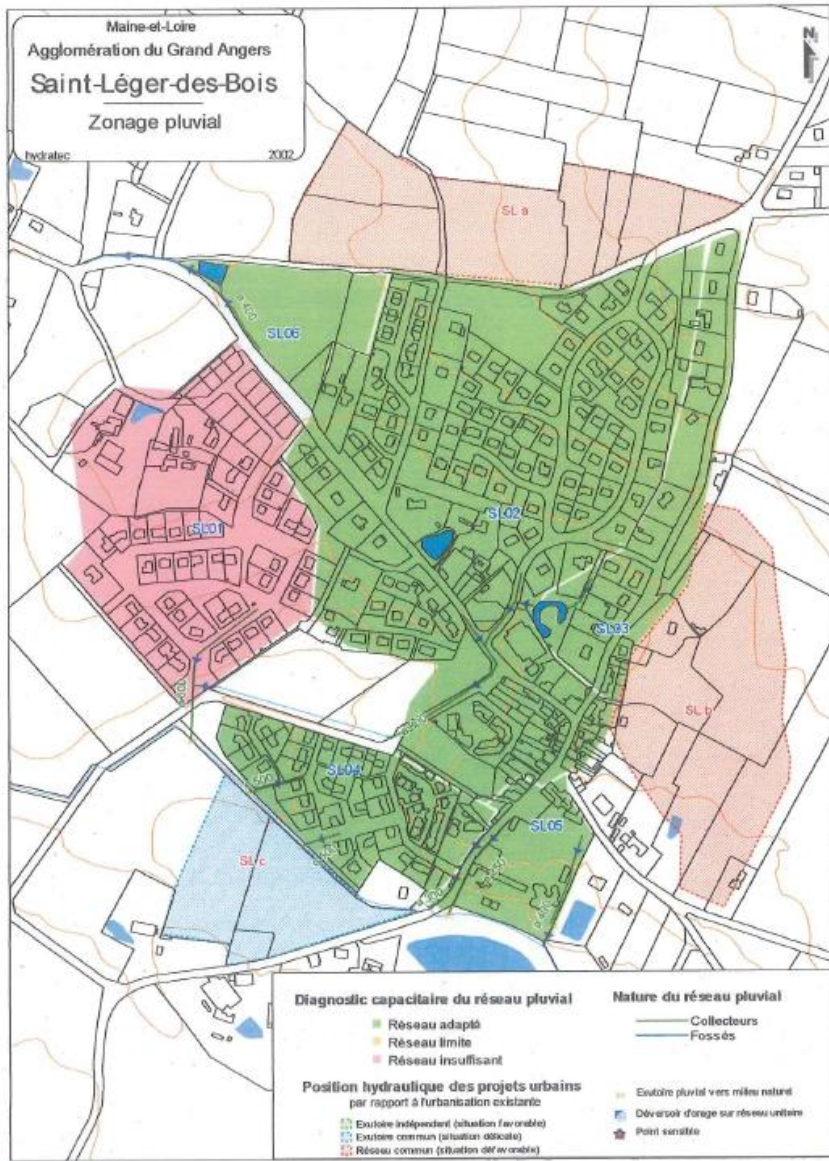 Maine-et-Loire
Agglomération du Grand Angers
Saint-Léger-des-Bois
Zonage pluvial
hydratec 2002
N
SL a
ø 400
SL06
SL01
SL02
SL03
SL b
SL04
SL05
SL c
Diagnostic capacitaire du réseau pluvial
Réseau adapté
Réseau limite
Réseau insuffisant
Position hydraulique des projets urbains
par rapport à l'urbanisation existante
Exutoire indépendant (situation favorable)
Exutoire commun (situation délicate)
Réseau commun (situation défavorable)
Nature du réseau pluvial
Collecteurs
Fossés
Exutoire pluvial vers milieu naturel
Déversoir d'orage sur réseau unitaire
Point sensible